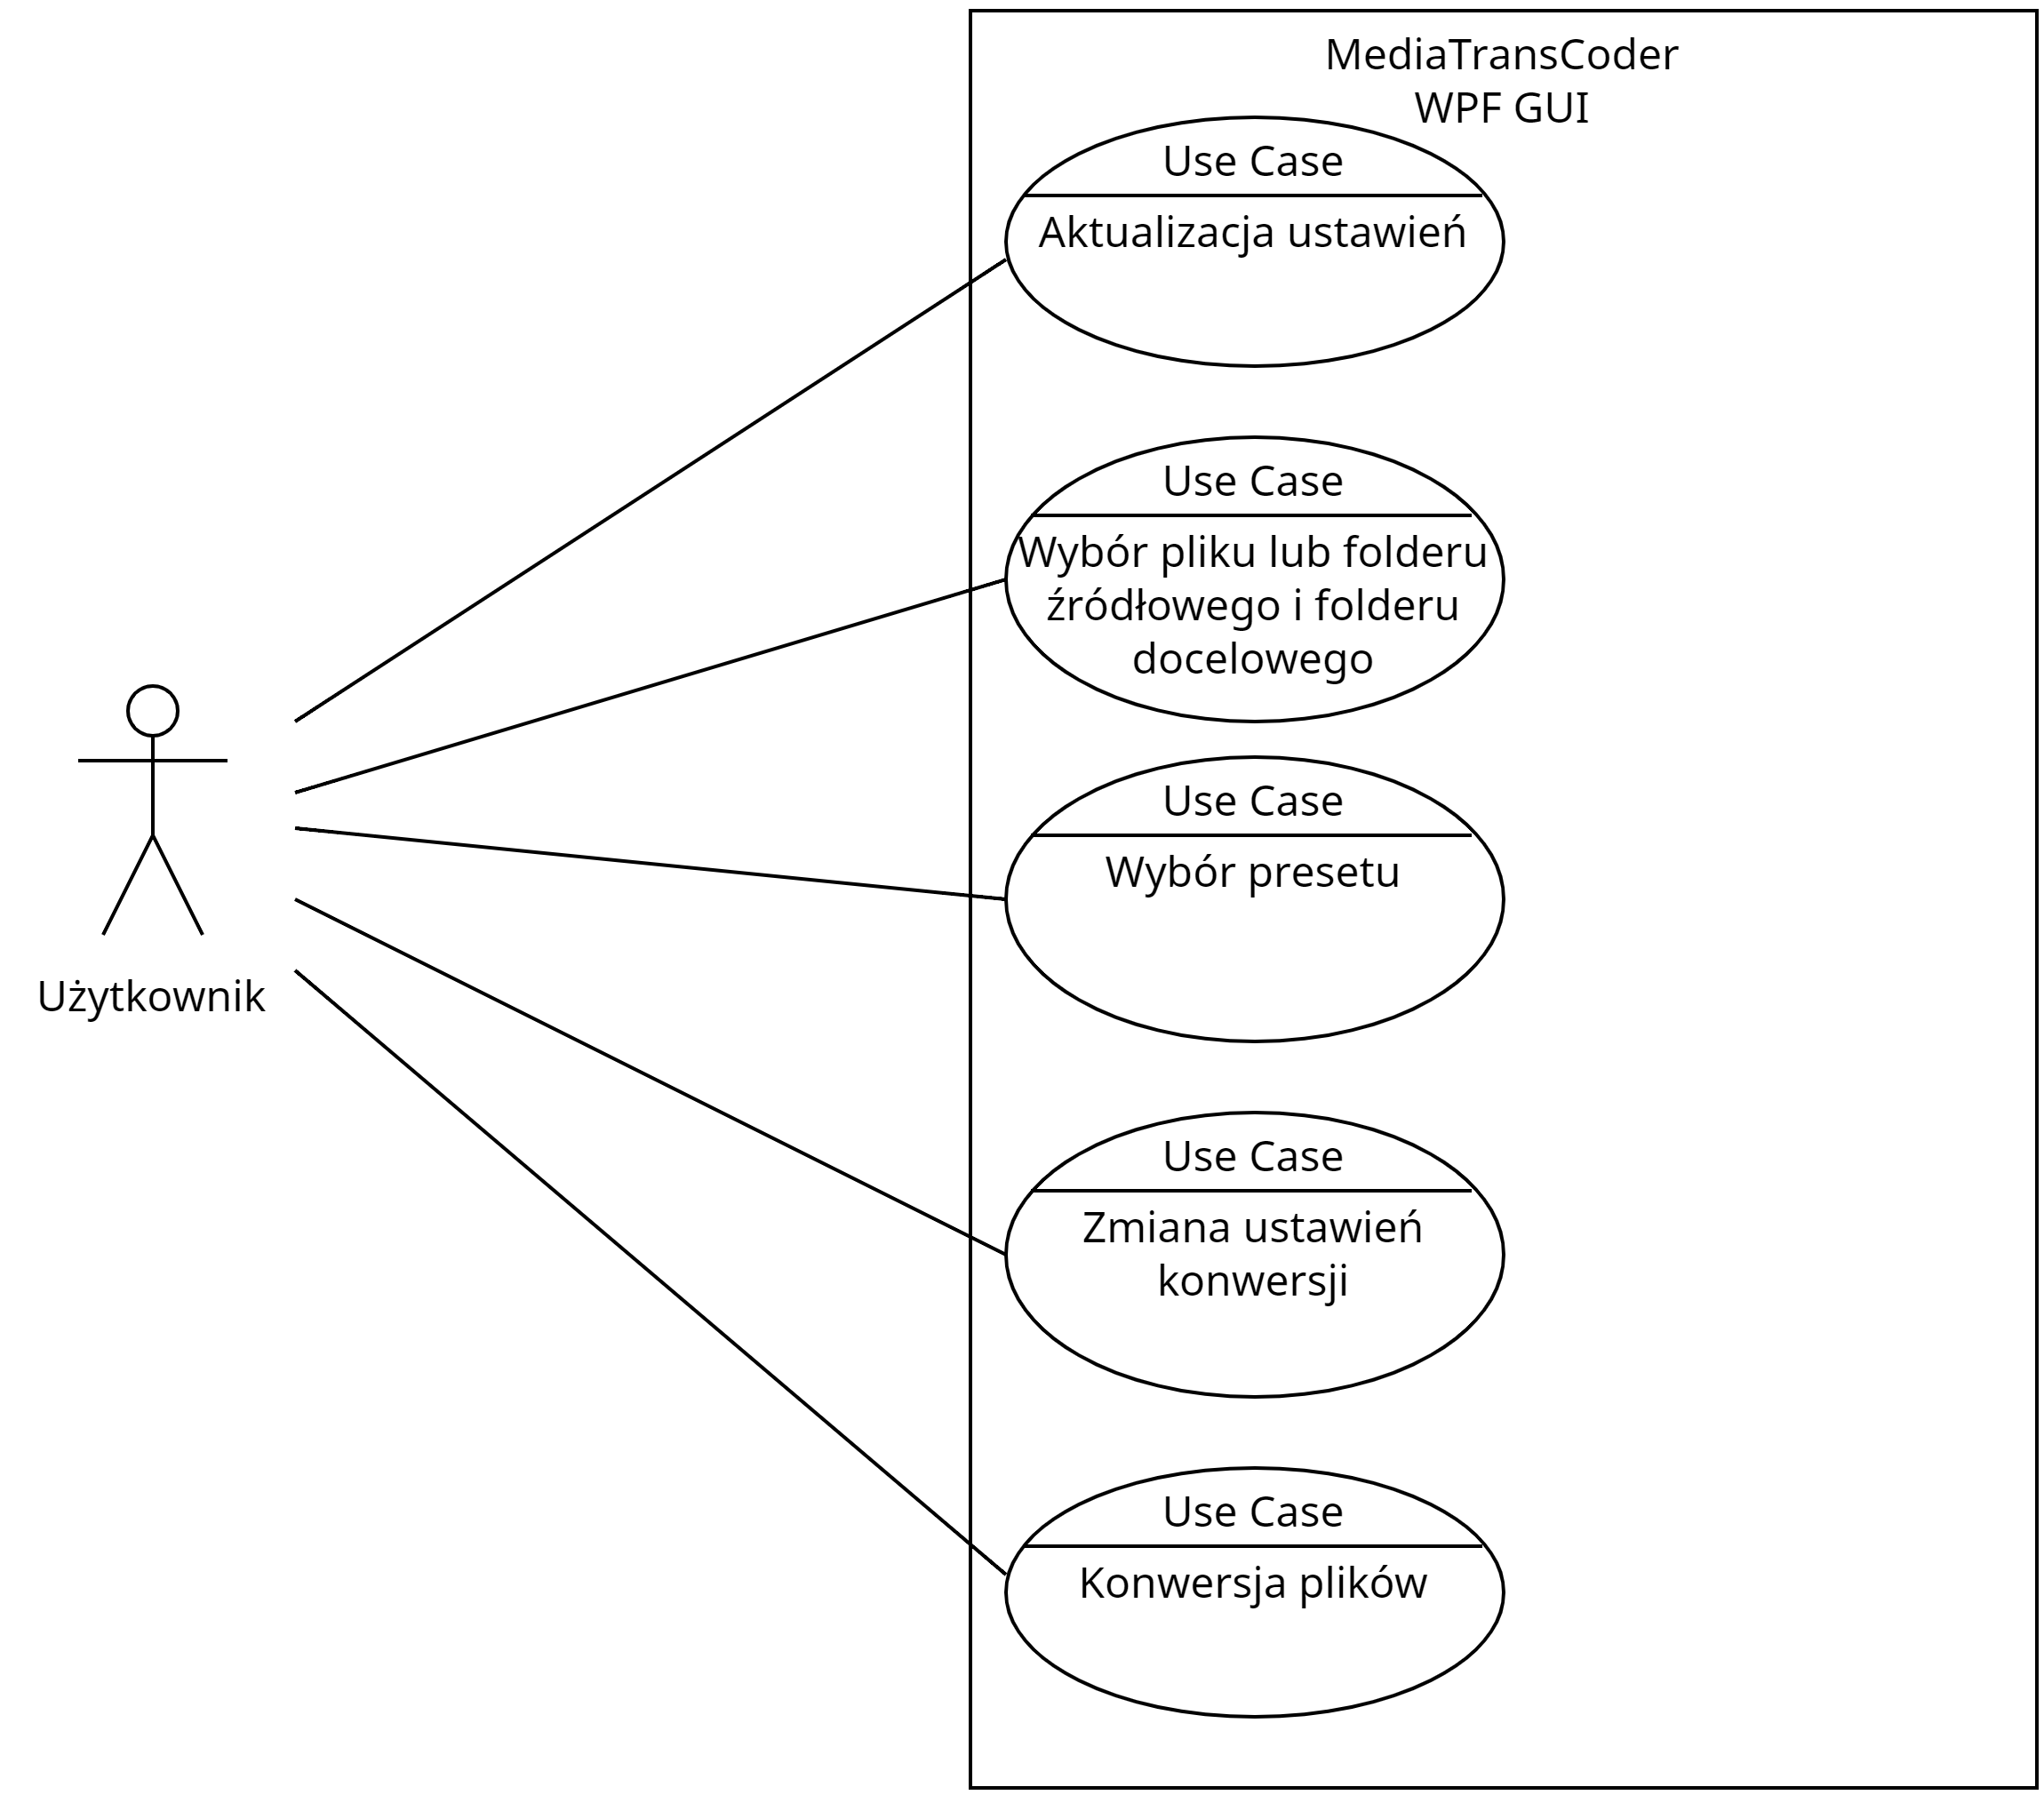 MediaTransCoder
WPF GUI
Use Case
Aktualizacja ustawień
Use Case
Wybór pliku lub folderu
źródłowego i folderu
docelowego
Use Case
Wybór presetu
Użytkownik
Use Case
Zmiana ustawień
konwersji
Use Case
Konwersja plików